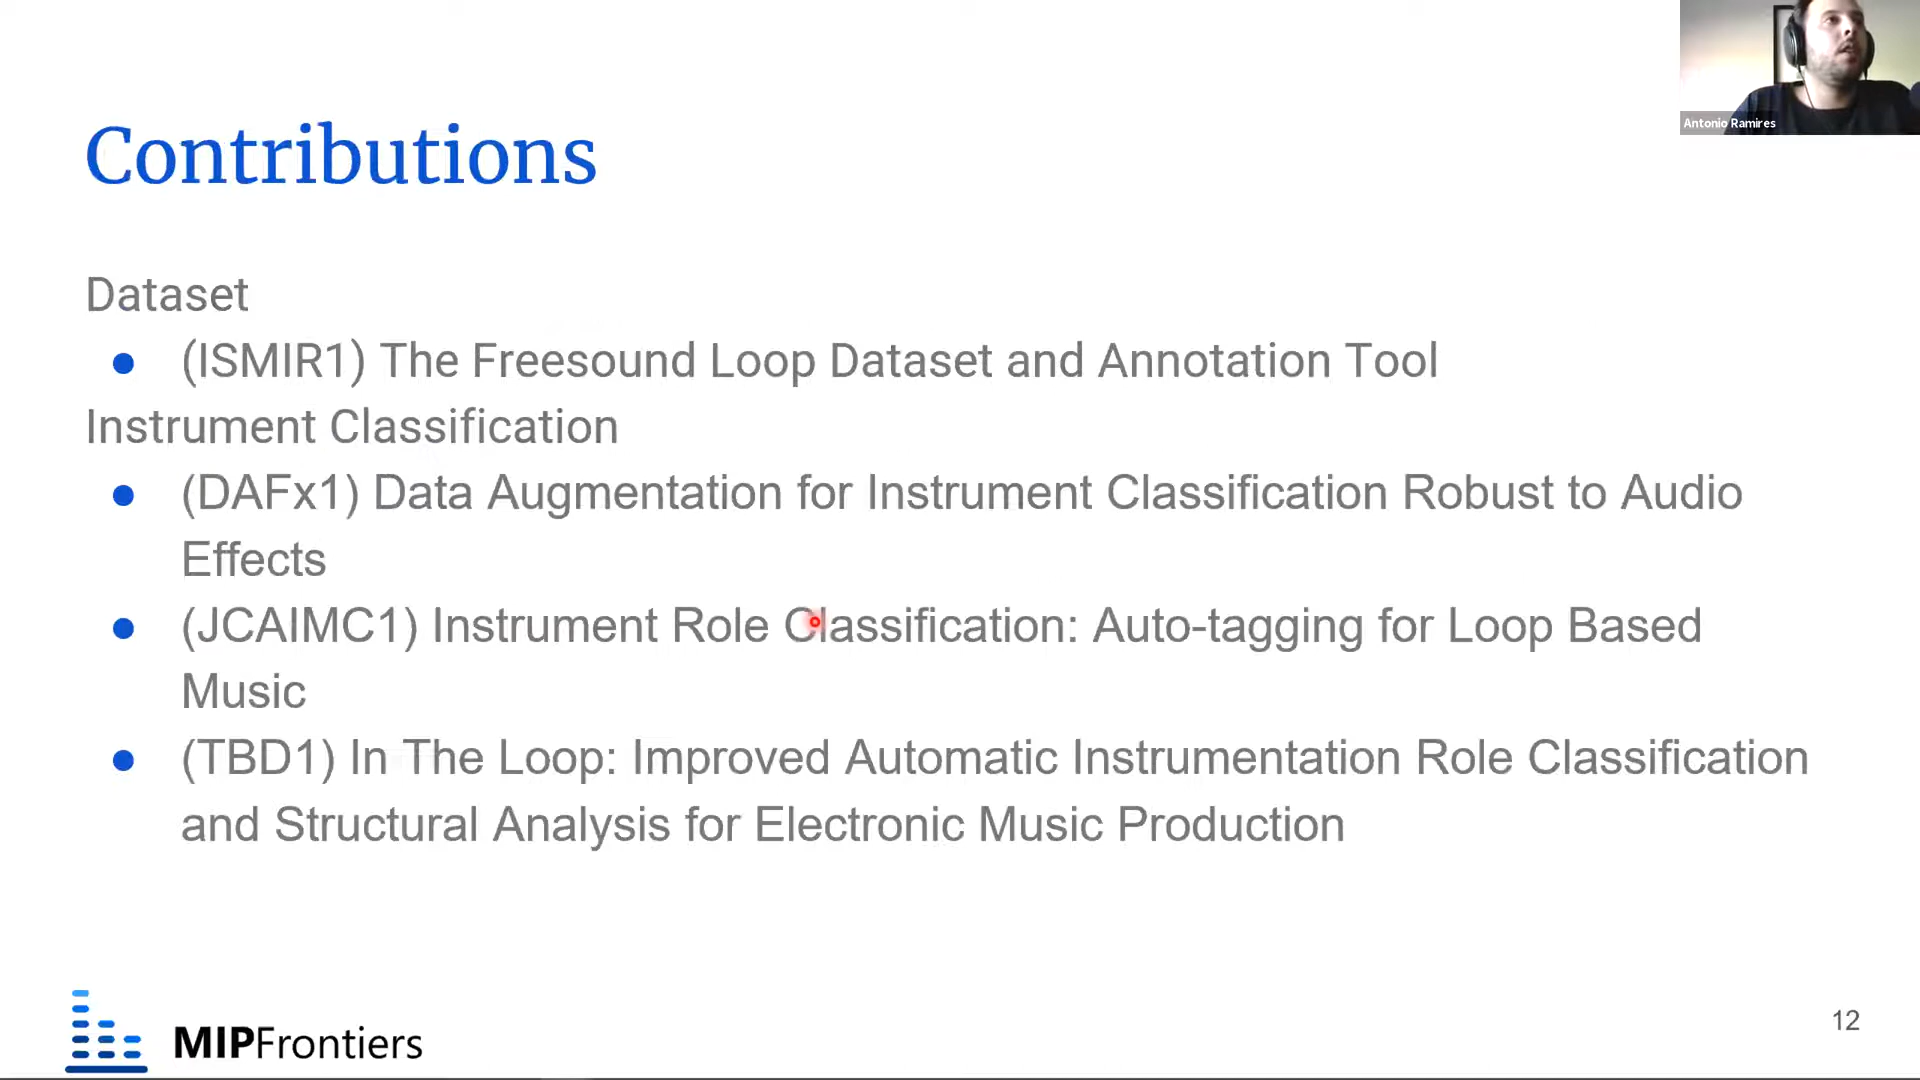 Antonio Ramires
Contributions
Dataset
● (ISMIR1) The Freesound Loop Dataset and Annotation Tool
Instrument Classification
● (DAFx1) Data Augmentation for Instrument Classification Robust to Audio
Effects
● (JCAIMC1) Instrument Role Classification: Auto-tagging for Loop Based
Music
● (TBD1) In The Loop: Improved Automatic Instrumentation Role Classification
and Structural Analysis for Electronic Music Production
MIPFrontiers
12